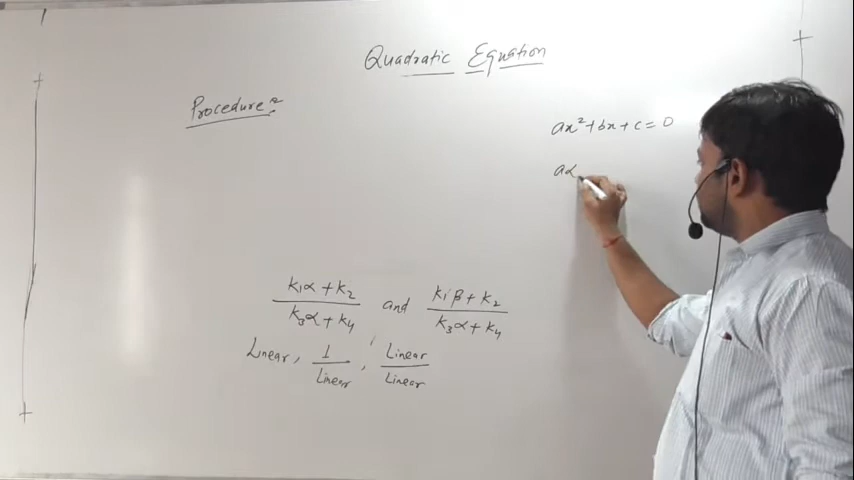 Quadratic Equation
Procedure :
ax² + bx + c = 0
aα
k₁α + k₂ / k₃α + k₄ and k₁β + k₂ / k₃α + k₄
Linear, 1 / Linear, Linear / Linear